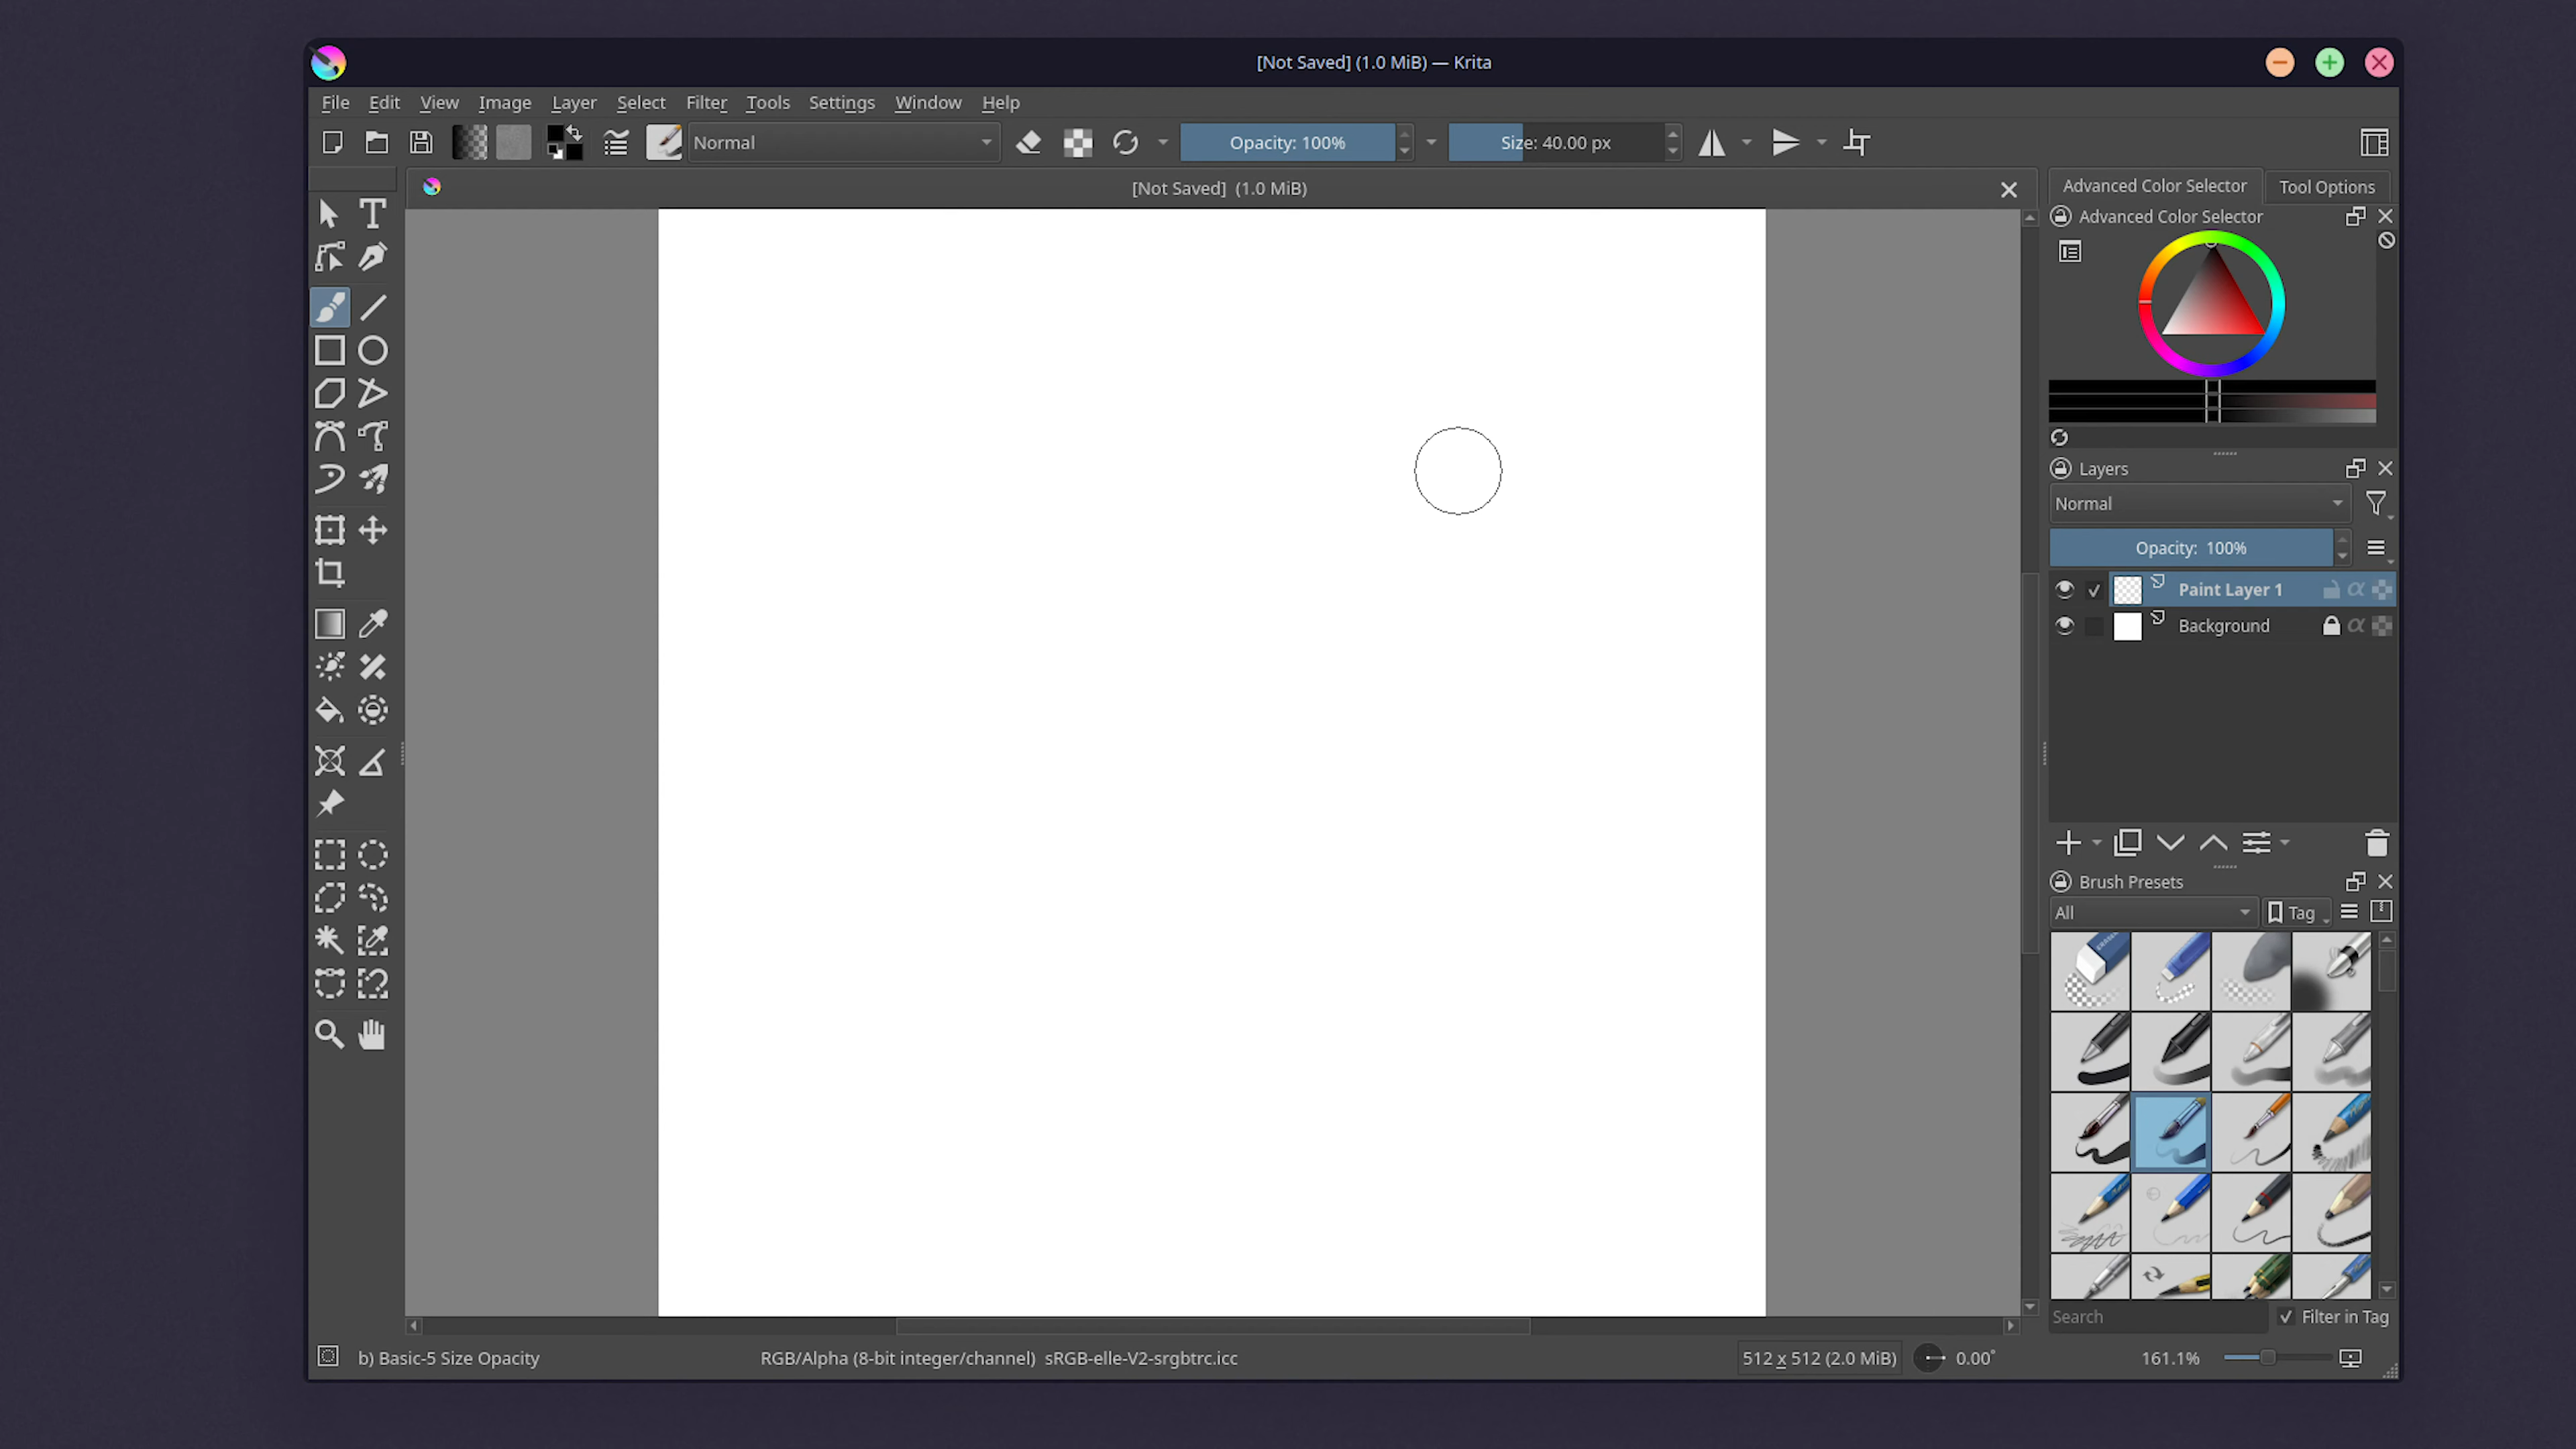 [Not Saved] (1.0 MiB) — Krita
File Edit View Image Layer Select Filter Tools Settings Window Help
Normal
Opacity: 100%
Size: 40.00 px
[Not Saved] (1.0 MiB)
Advanced Color Selector
Tool Options
Advanced Color Selector
Layers
Normal
Opacity: 100%
Paint Layer 1
Background
Brush Presets
All
Tag
Search
Filter in Tag
b) Basic-5 Size Opacity
RGB/Alpha (8-bit integer/channel) sRGB-elle-V2-srgbtrc.icc
512 x 512 (2.0 MiB)
0.00°
161.1%